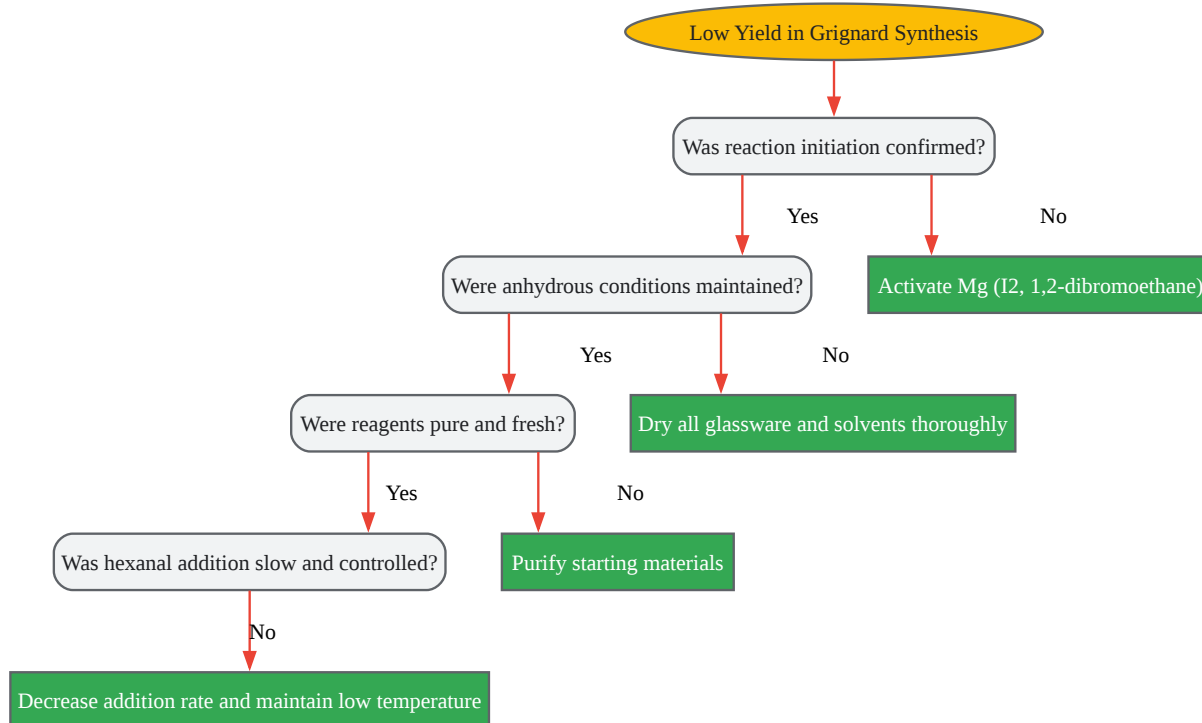 Low Yield in Grignard Synthesis
Was reaction initiation confirmed?
Yes
No
Were anhydrous conditions maintained?
Activate Mg (I2, 1,2-dibromoethane)
Yes
No
Were reagents pure and fresh?
Dry all glassware and solvents thoroughly
Yes
No
Was hexanal addition slow and controlled?
Purify starting materials
No
Decrease addition rate and maintain low temperature